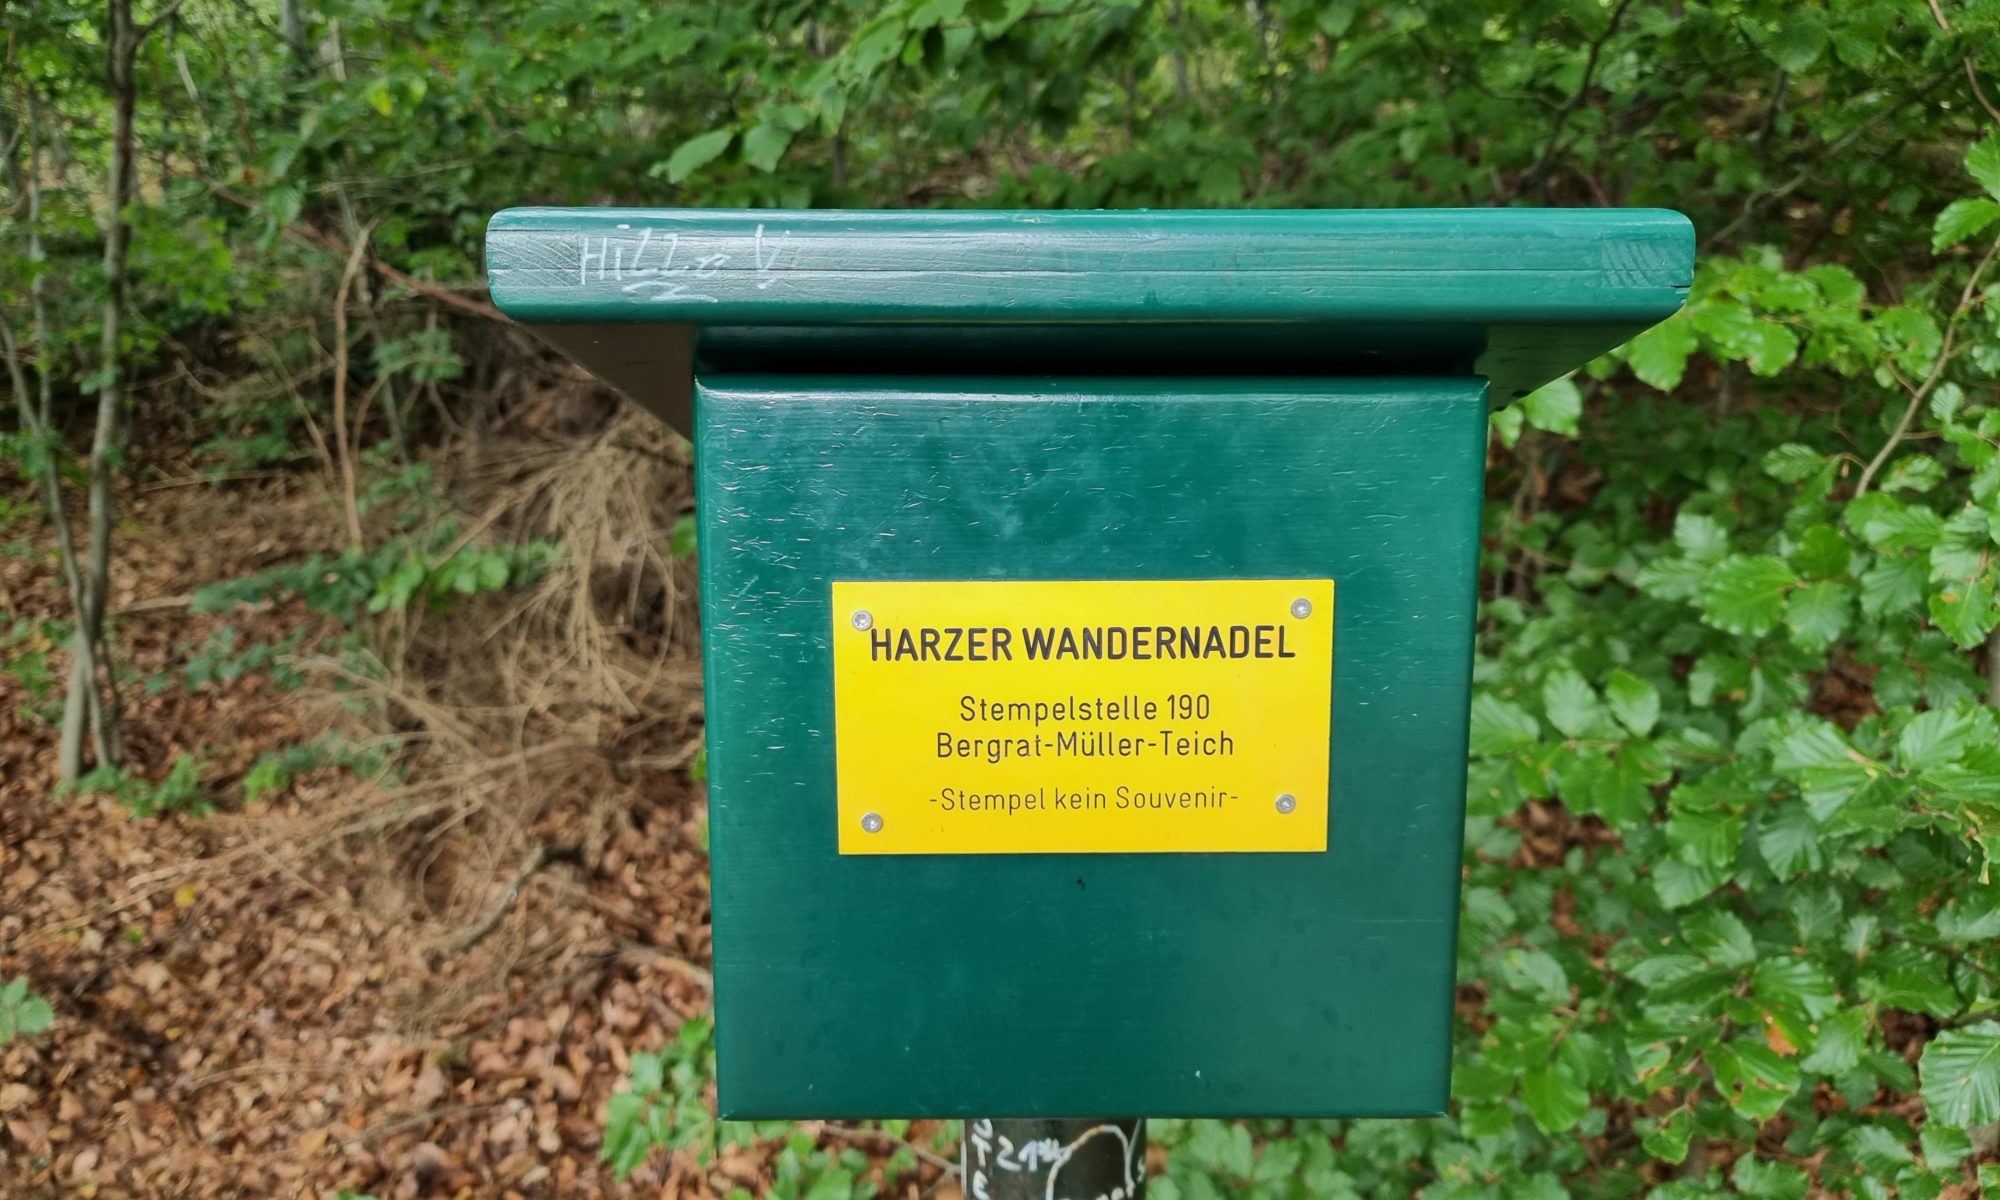 HARZER WANDERNADEL
Stempelstelle 190
Bergrat-Müller-Teich
-Stempel kein Souvenir-